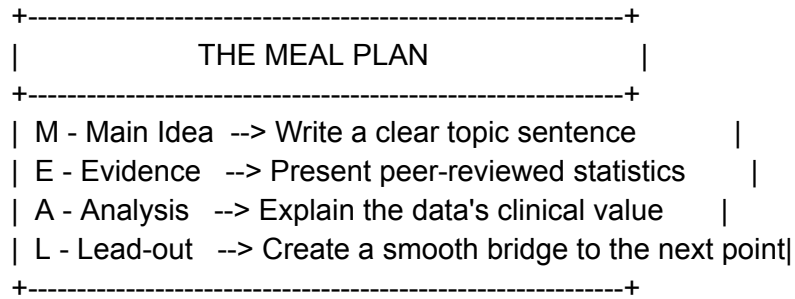 +-------------------------------------------------------------+
| THE MEAL PLAN |
+-------------------------------------------------------------+
| M - Main Idea --> Write a clear topic sentence |
| E - Evidence --> Present peer-reviewed statistics |
| A - Analysis --> Explain the data's clinical value |
| L - Lead-out --> Create a smooth bridge to the next point|
+-------------------------------------------------------------+